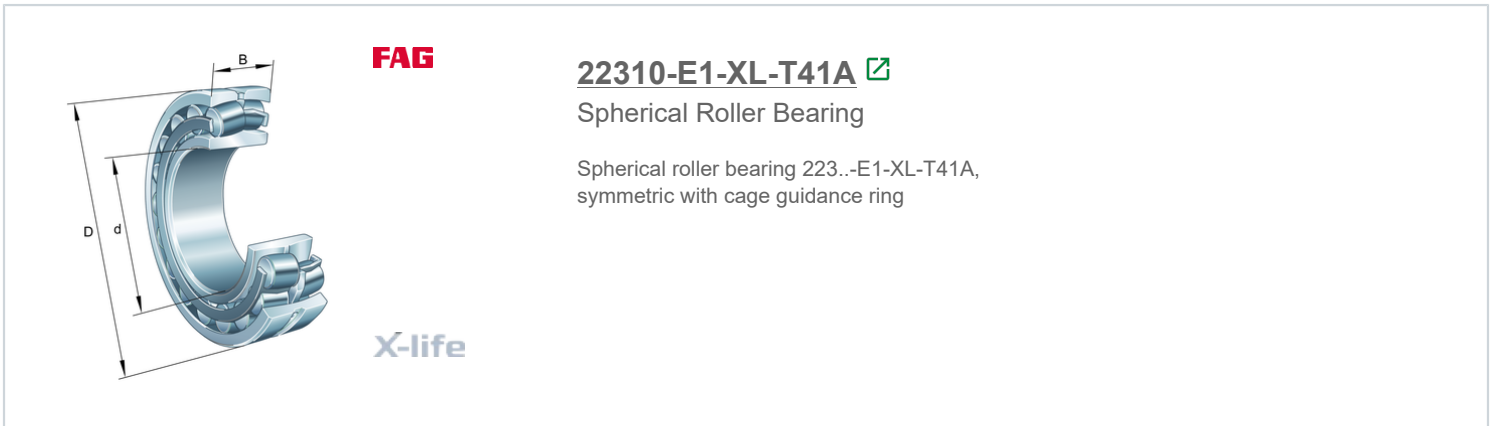 FAG
B
D
d
X-life
22310-E1-XL-T41A
Spherical Roller Bearing
Spherical roller bearing 223..-E1-XL-T41A,
symmetric with cage guidance ring